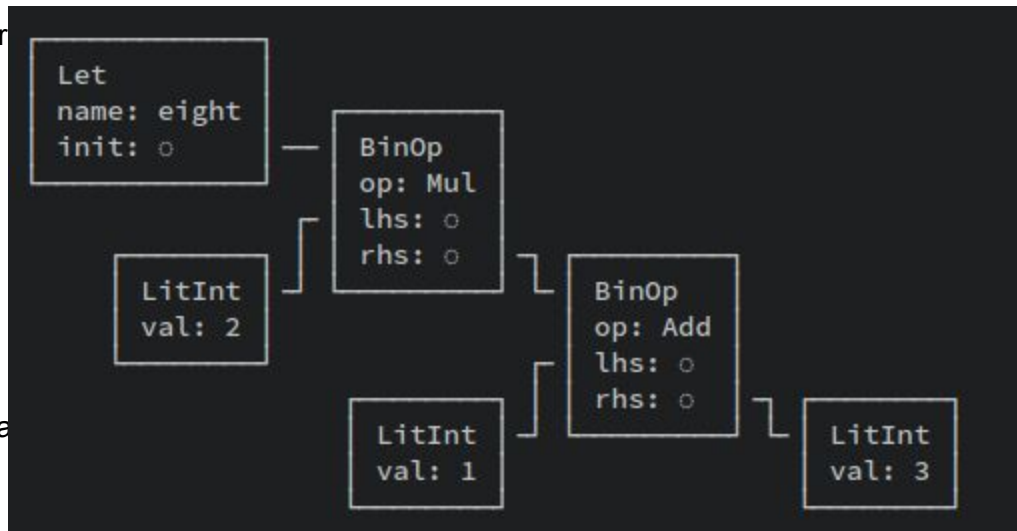 r
Let
name: eight
init: ○
BinOp
op: Mul
lhs: ○
rhs: ○
LitInt
val: 2
BinOp
op: Add
lhs: ○
rhs: ○
a
LitInt
val: 1
LitInt
val: 3